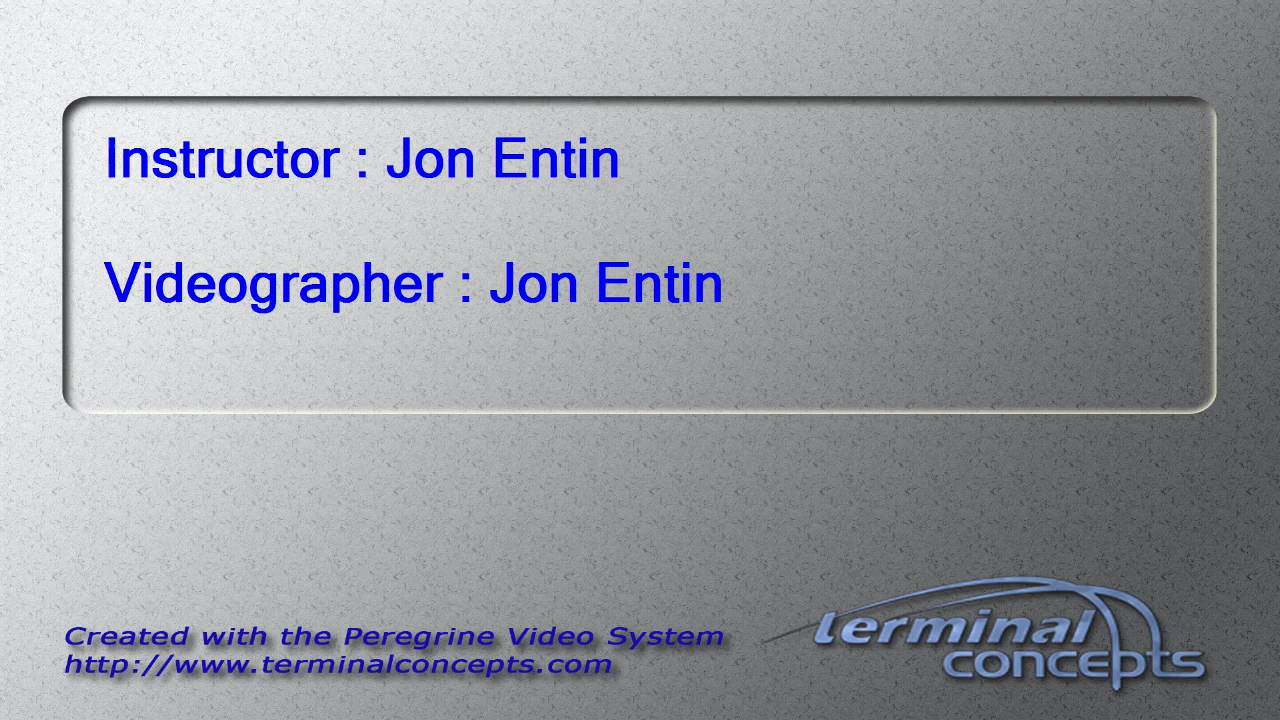 Instructor : Jon Entin
Videographer : Jon Entin
Created with the Peregrine Video System
http://www.terminalconcepts.com
terminal
concepts